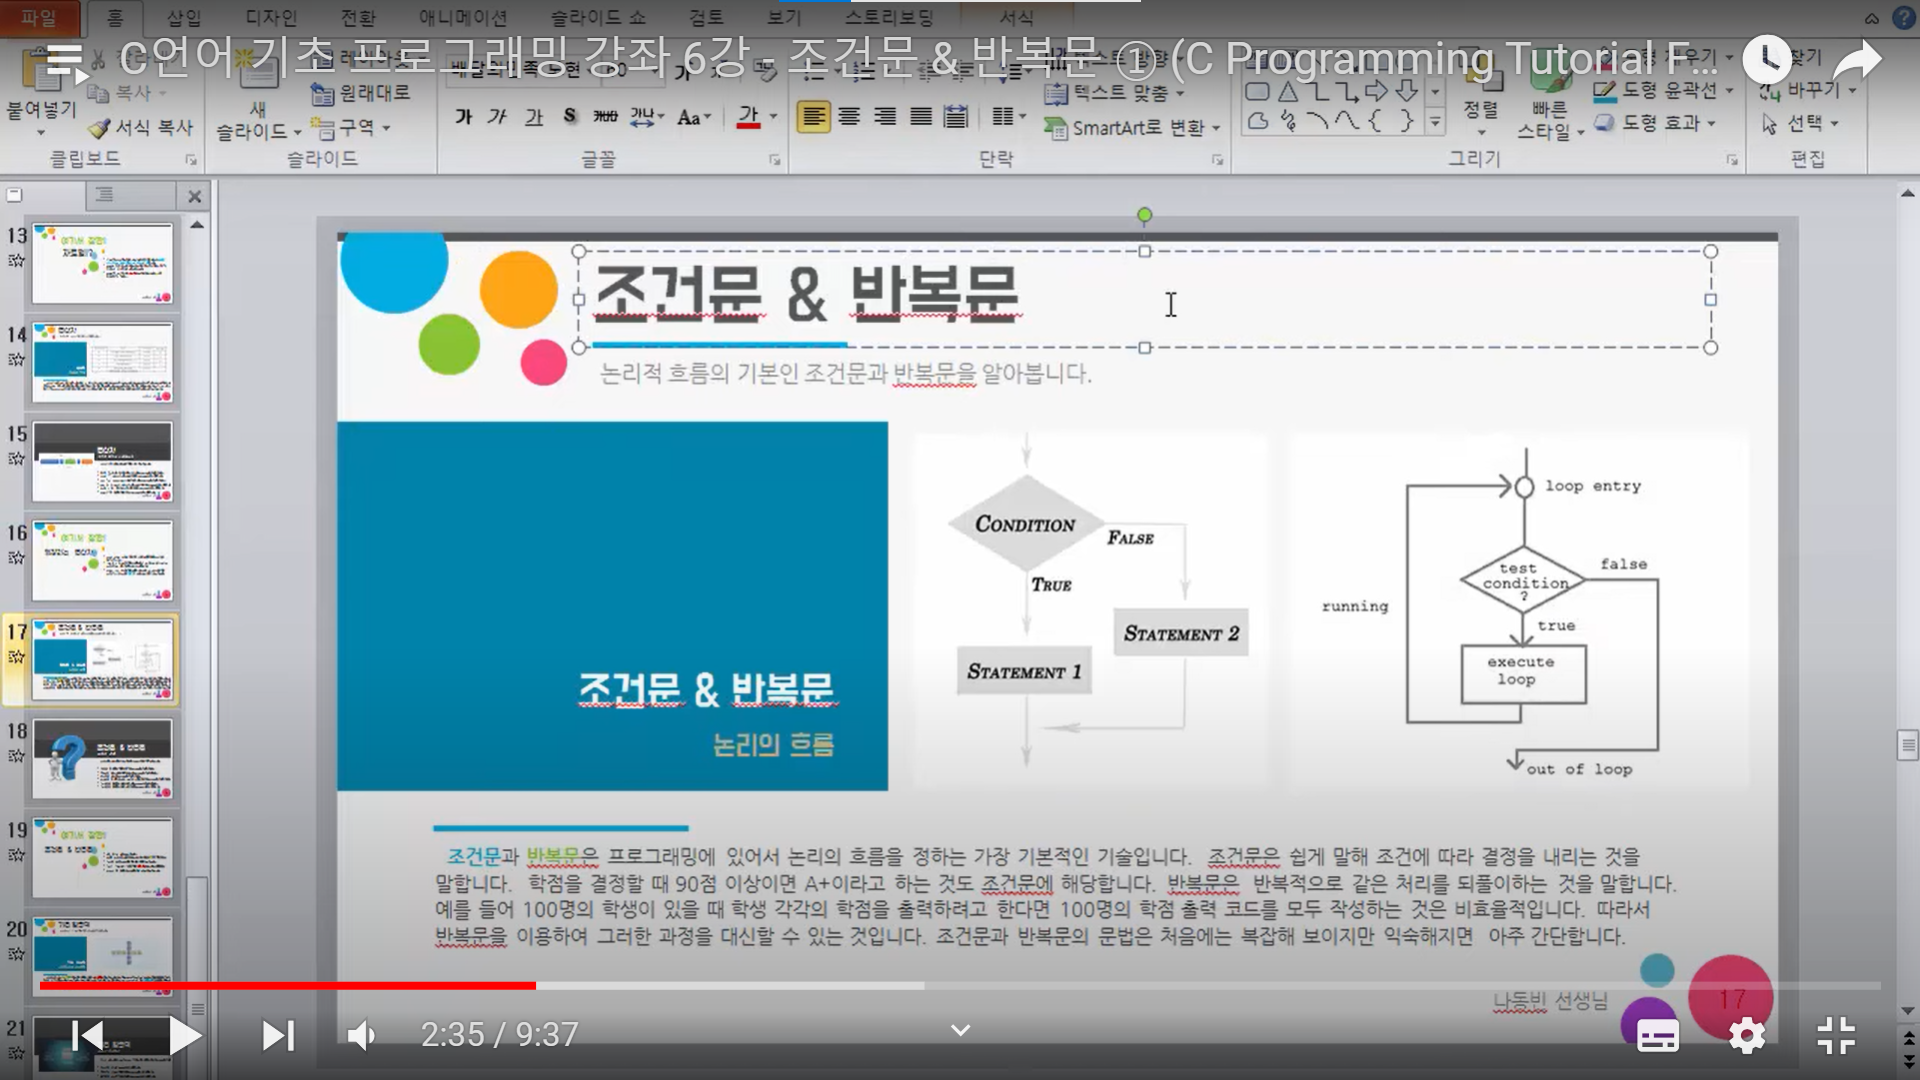 파일 홈 삽입 디자인 전환 애니메이션 슬라이드 쇼 검토 보기 스토리보딩 서식
C언어 기초 프로그래밍 강좌 6강 - 조건문 & 반복문 ① (C Programming Tutorial F...
붙여넣기 복사 서식 복사
새 슬라이드 원래대로 구역
가 가 가 S 가나 Aa 가
텍스트 맞춤
SmartArt로 변환
정렬 빠른 스타일
도형 윤곽선
도형 효과
찾기
바꾸기
선택
클립보드 슬라이드 글꼴 단락 그리기 편집
13
14
15
16
17
18
19
20
21
조건문 & 반복문
논리적 흐름의 기본인 조건문과 반복문을 알아봅니다.
조건문 & 반복문
논리의 흐름
CONDITION
FALSE
TRUE
STATEMENT 2
STATEMENT 1
loop entry
test condition ?
false
running
true
execute loop
out of loop
조건문과 반복문은 프로그래밍에 있어서 논리의 흐름을 정하는 가장 기본적인 기술입니다. 조건문은 쉽게 말해 조건에 따라 결정을 내리는 것을
말합니다. 학점을 결정할 때 90점 이상이면 A+이라고 하는 것도 조건문에 해당합니다. 반복문은 반복적으로 같은 처리를 되풀이하는 것을 말합니다.
예를 들어 100명의 학생이 있을 때 학생 각각의 학점을 출력하려고 한다면 100명의 학점 출력 코드를 모두 작성하는 것은 비효율적입니다. 따라서
반복문을 이용하여 그러한 과정을 대신할 수 있는 것입니다. 조건문과 반복문의 문법은 처음에는 복잡해 보이지만 익숙해지면 아주 간단합니다.
나동빈 선생님
17
2:35 / 9:37